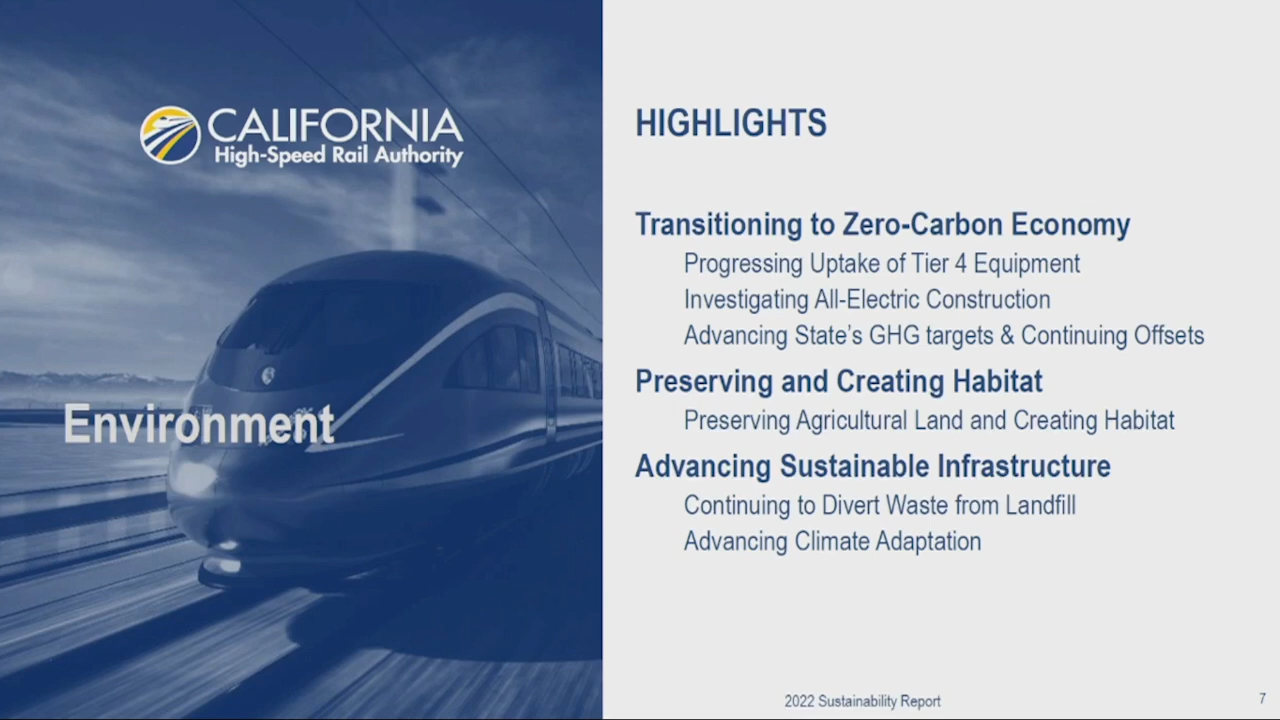 CALIFORNIA
High-Speed Rail Authority
Environment
HIGHLIGHTS
Transitioning to Zero-Carbon Economy
Progressing Uptake of Tier 4 Equipment
Investigating All-Electric Construction
Advancing State's GHG targets & Continuing Offsets
Preserving and Creating Habitat
Preserving Agricultural Land and Creating Habitat
Advancing Sustainable Infrastructure
Continuing to Divert Waste from Landfill
Advancing Climate Adaptation
2022 Sustainability Report
7